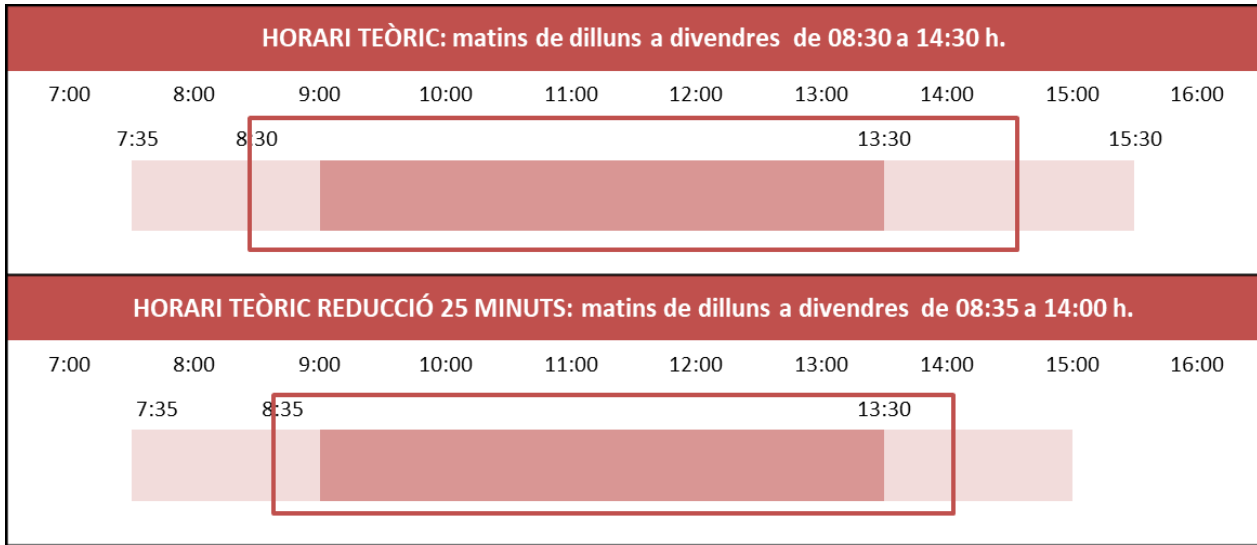 HORARI TEÒRIC: matins de dilluns a divendres de 08:30 a 14:30 h.
7:00 8:00 9:00 10:00 11:00 12:00 13:00 14:00 15:00 16:00
7:35 8:30 13:30 15:30
HORARI TEÒRIC REDUCCIÓ 25 MINUTS: matins de dilluns a divendres de 08:35 a 14:00 h.
7:00 8:00 9:00 10:00 11:00 12:00 13:00 14:00 15:00 16:00
7:35 8:35 13:30